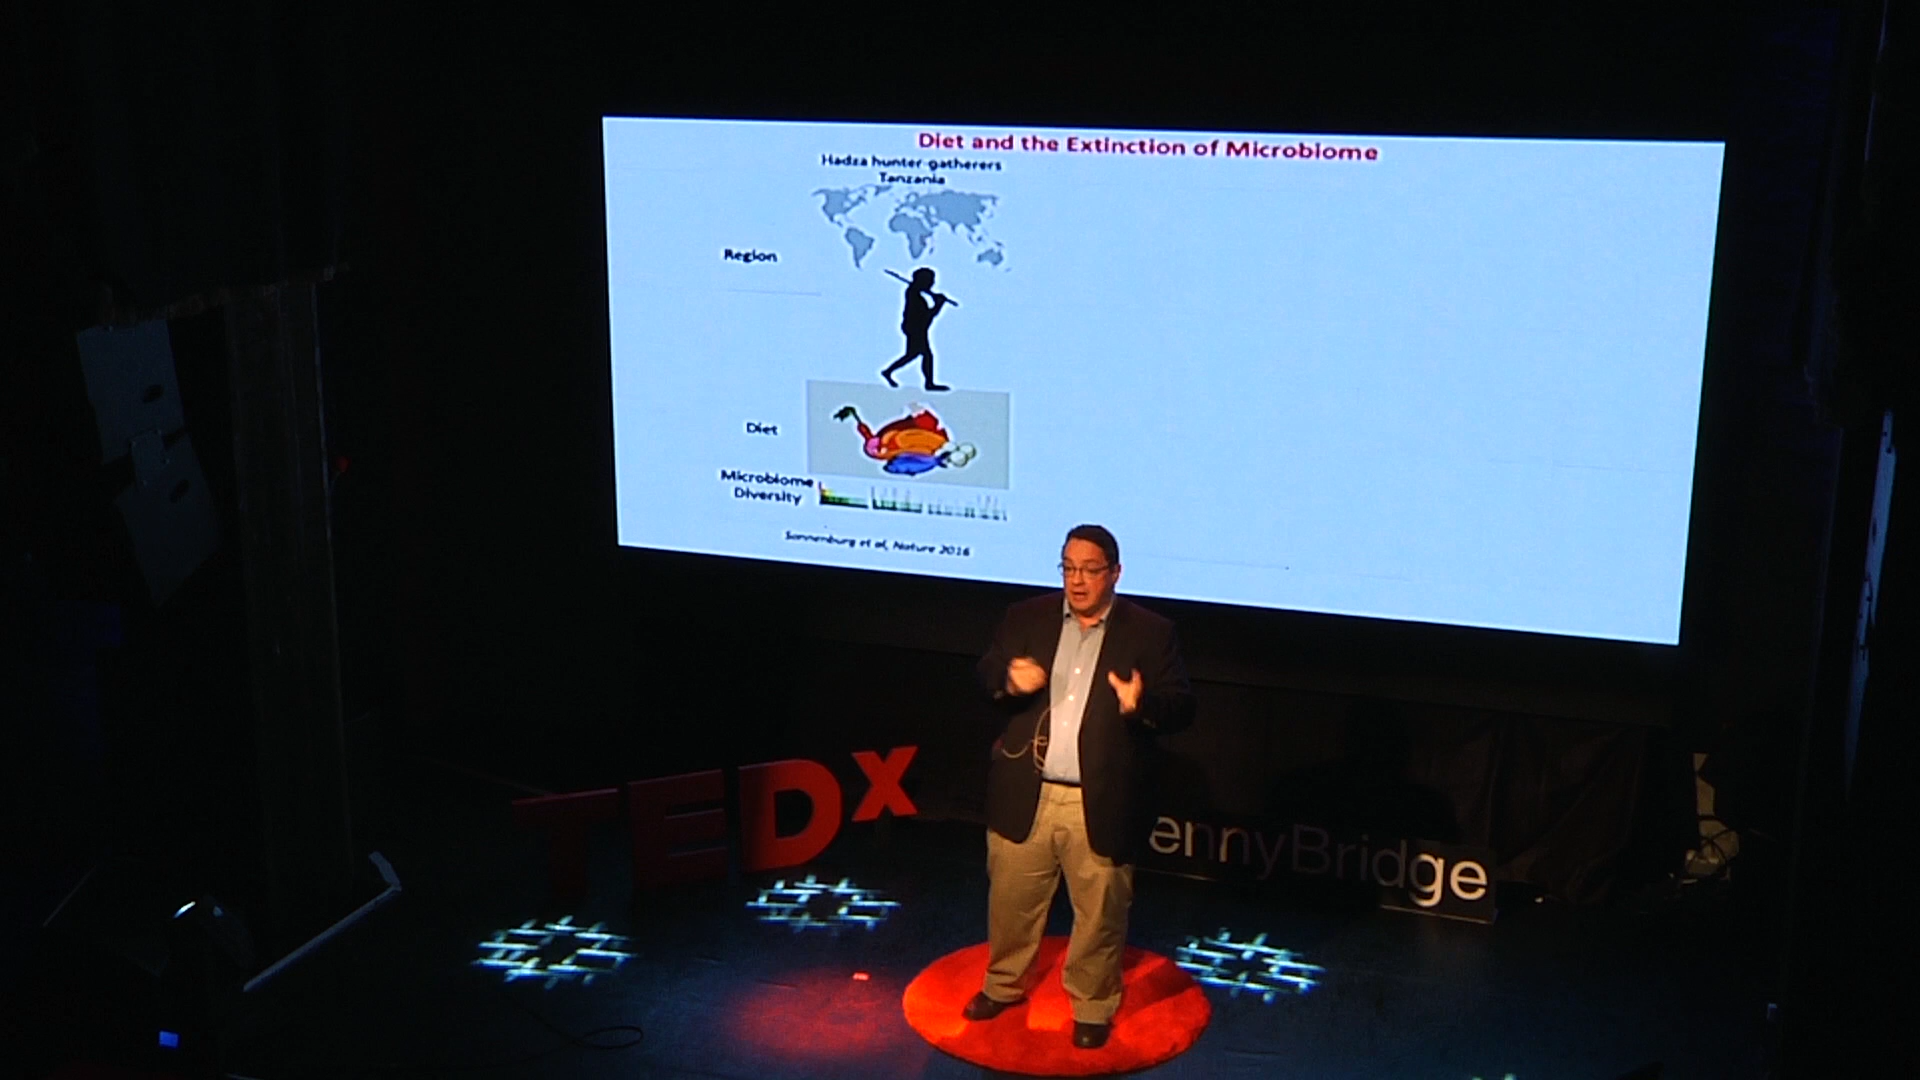 Diet and the Extinction of Microbiome
Hadza hunter-gatherers
Tanzania
Region
Diet
Microbiome
Diversity
Sonnenburg et al, Nature 2016
TEDx
ennyBridge